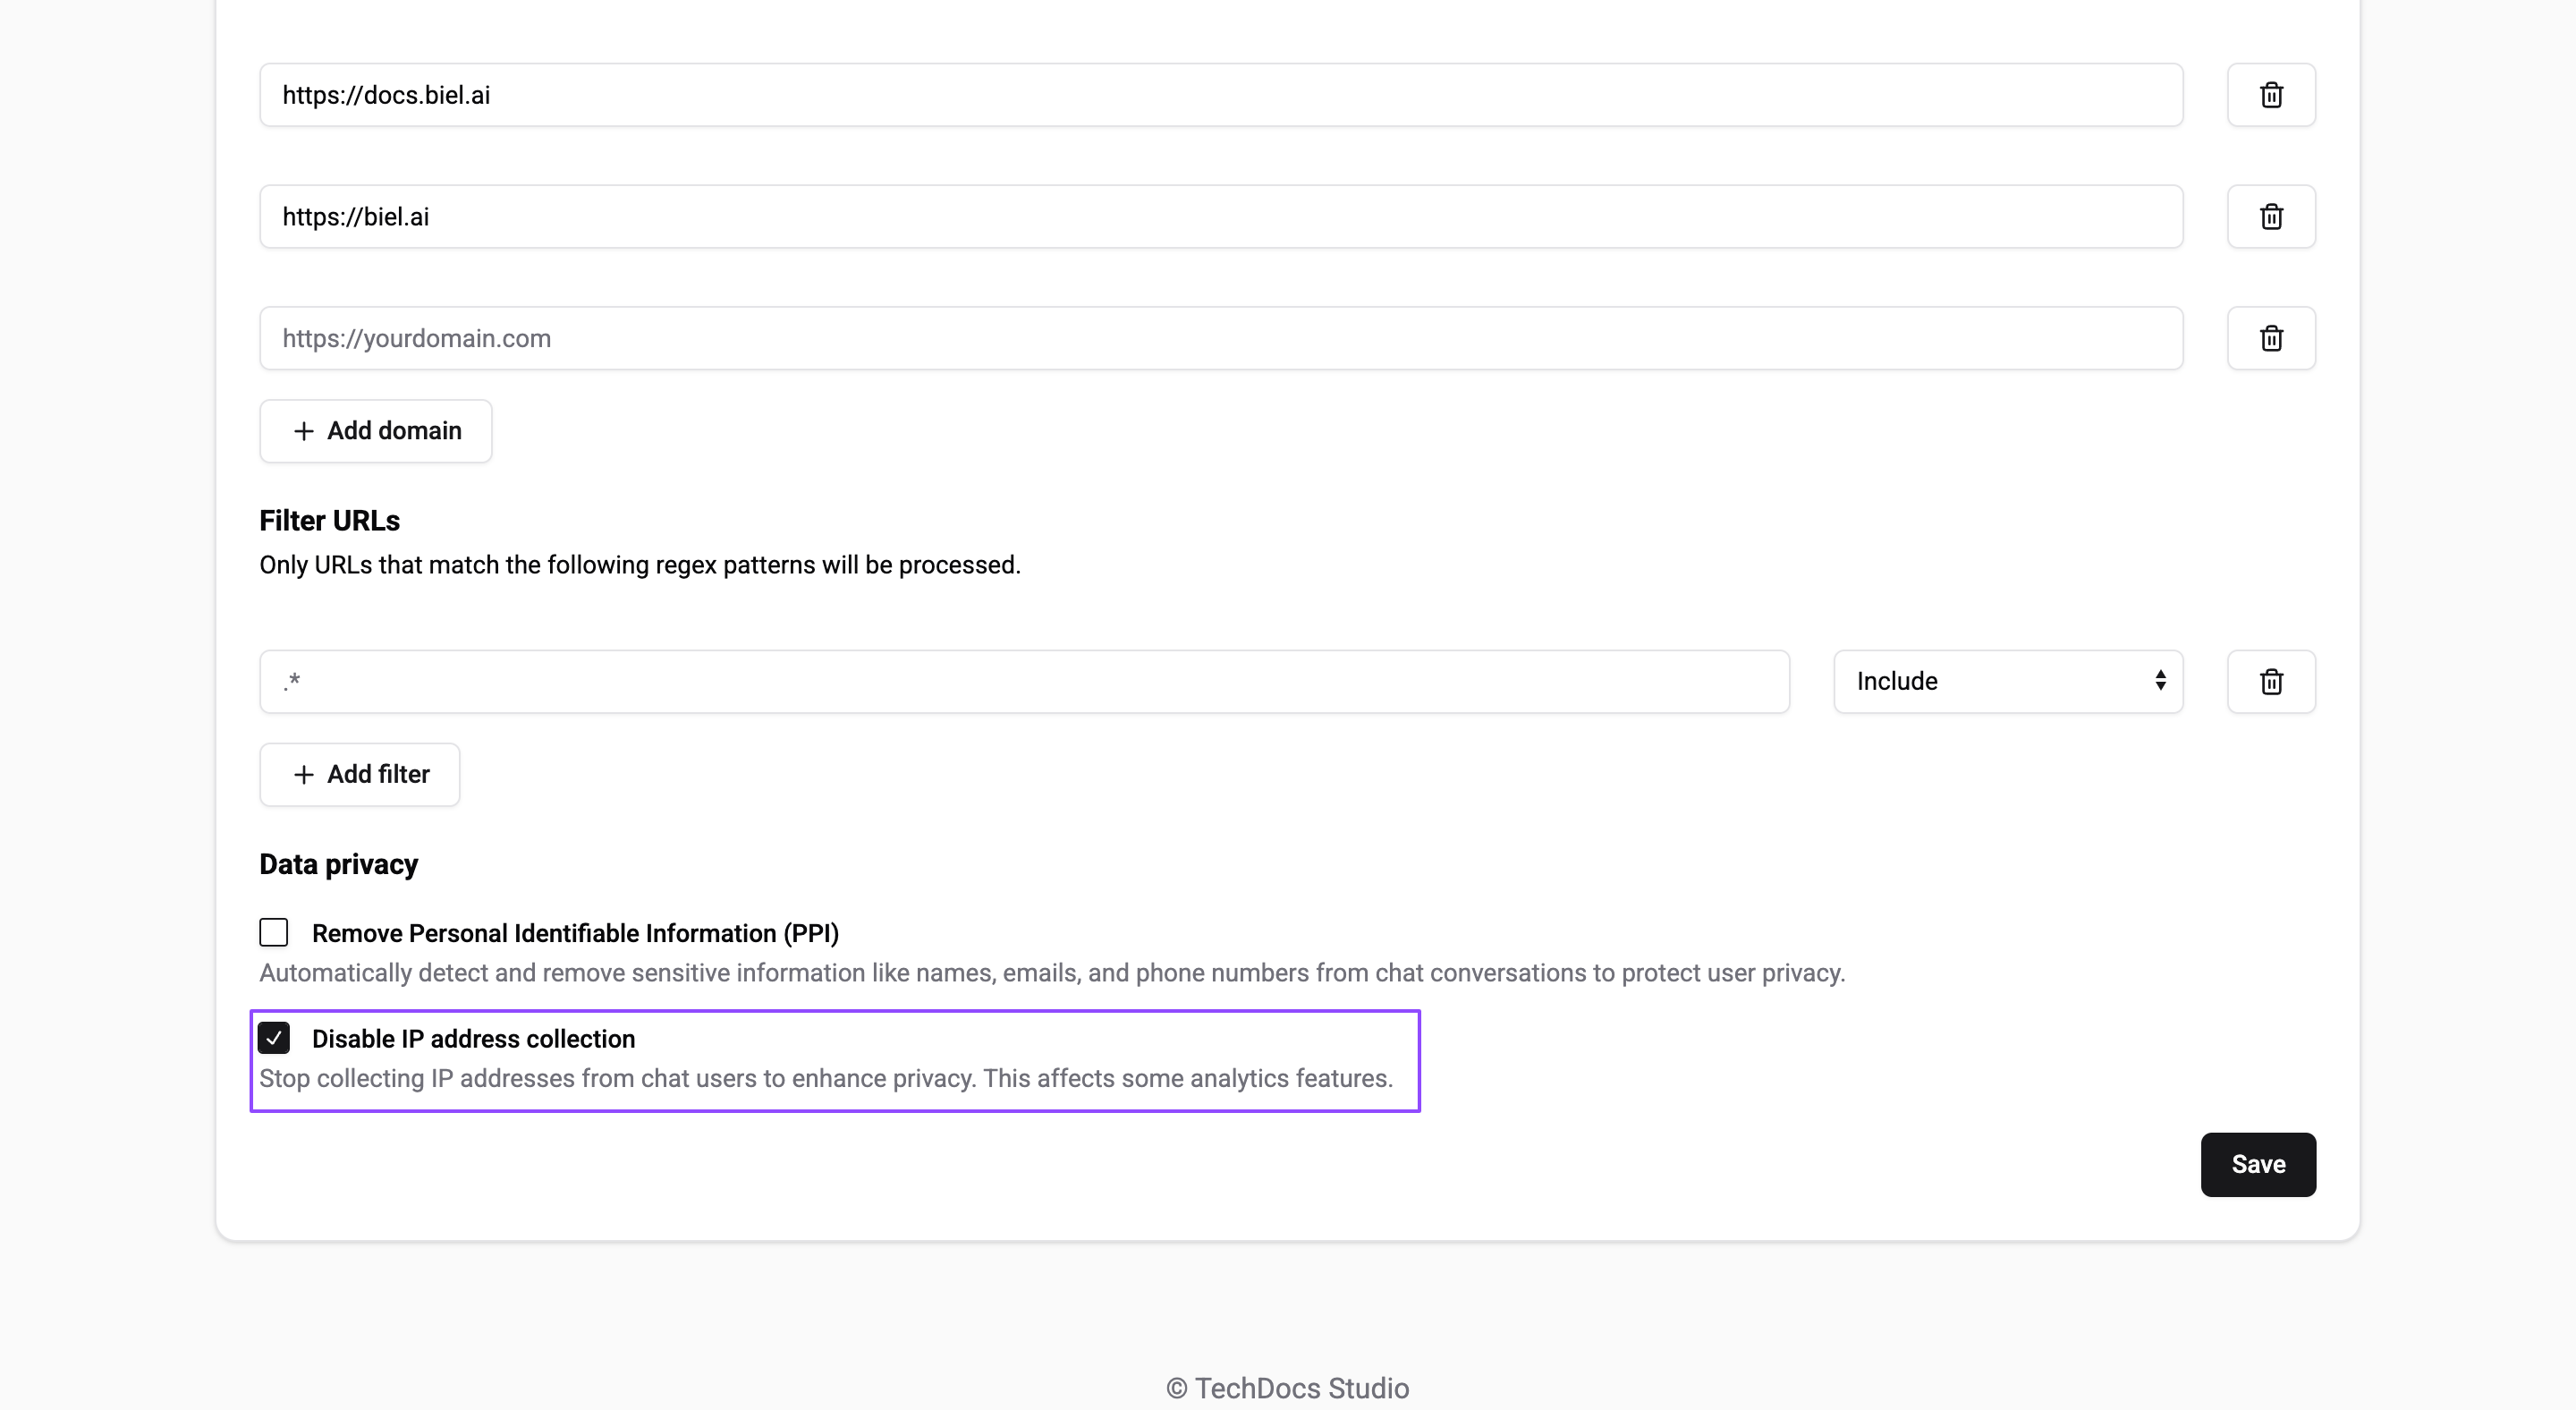 https://docs.biel.ai
https://biel.ai
https://yourdomain.com
+ Add domain
Filter URLs
Only URLs that match the following regex patterns will be processed.
.* Include
+ Add filter
Data privacy
Remove Personal Identifiable Information (PPI)
Automatically detect and remove sensitive information like names, emails, and phone numbers from chat conversations to protect user privacy.
Disable IP address collection
Stop collecting IP addresses from chat users to enhance privacy. This affects some analytics features.
Save
© TechDocs Studio